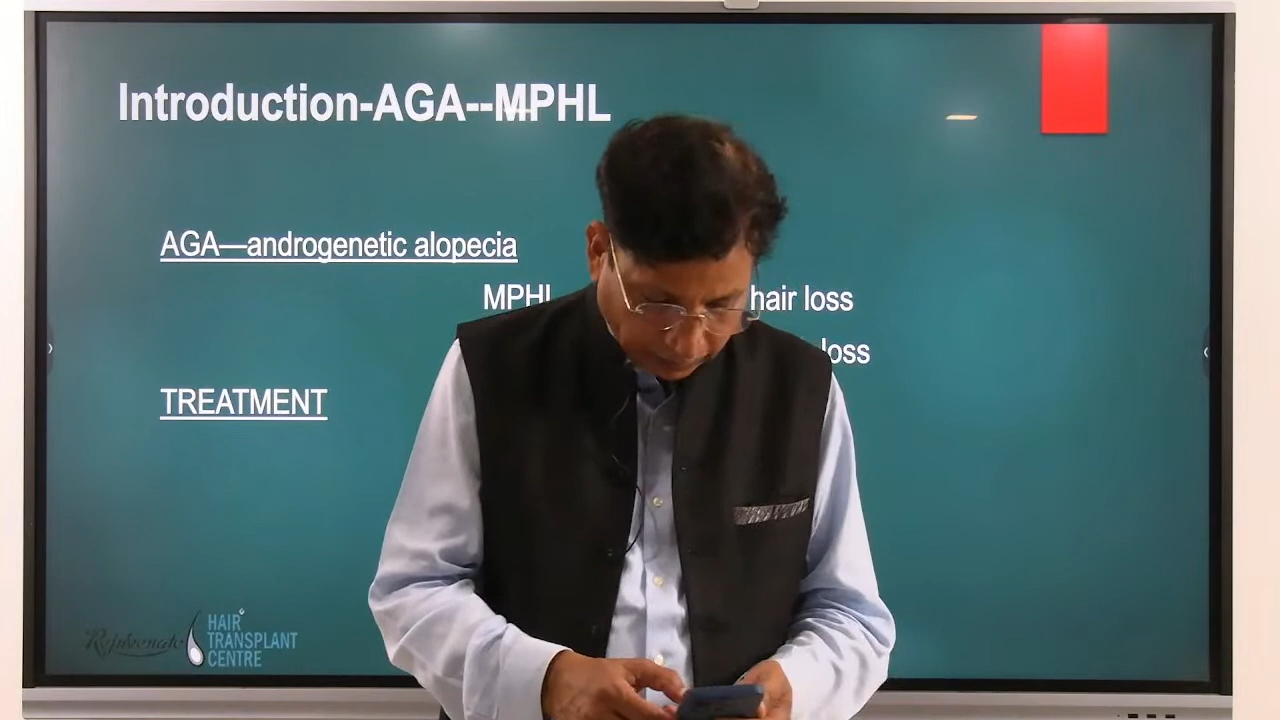 Introduction-AGA--MPHL
AGA—androgenetic alopecia
MPHL hair loss
loss
TREATMENT
Rejuvenate
HAIR
TRANSPLANT
CENTRE